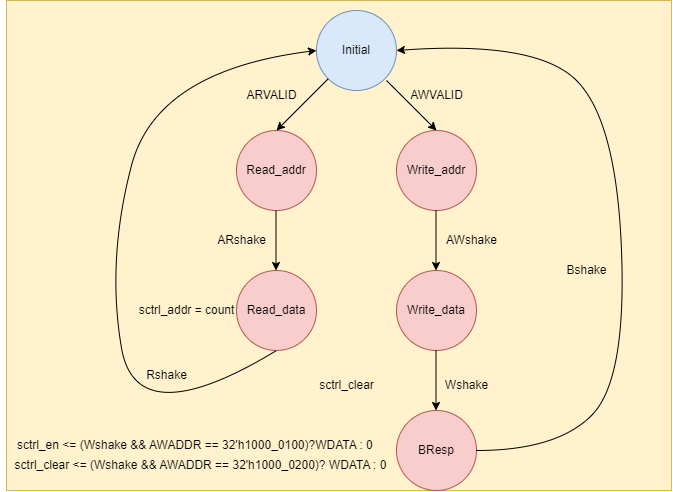 Initial
ARVALID
AWVALID
Read_addr
Write_addr
ARshake
AWshake
Bshake
sctrl_addr = count
Read_data
Write_data
Rshake
sctrl_clear
Wshake
sctrl_en <= (Wshake && AWADDR == 32'h1000_0100)?WDATA : 0
BResp
sctrl_clear <= (Wshake && AWADDR == 32'h1000_0200)? WDATA : 0